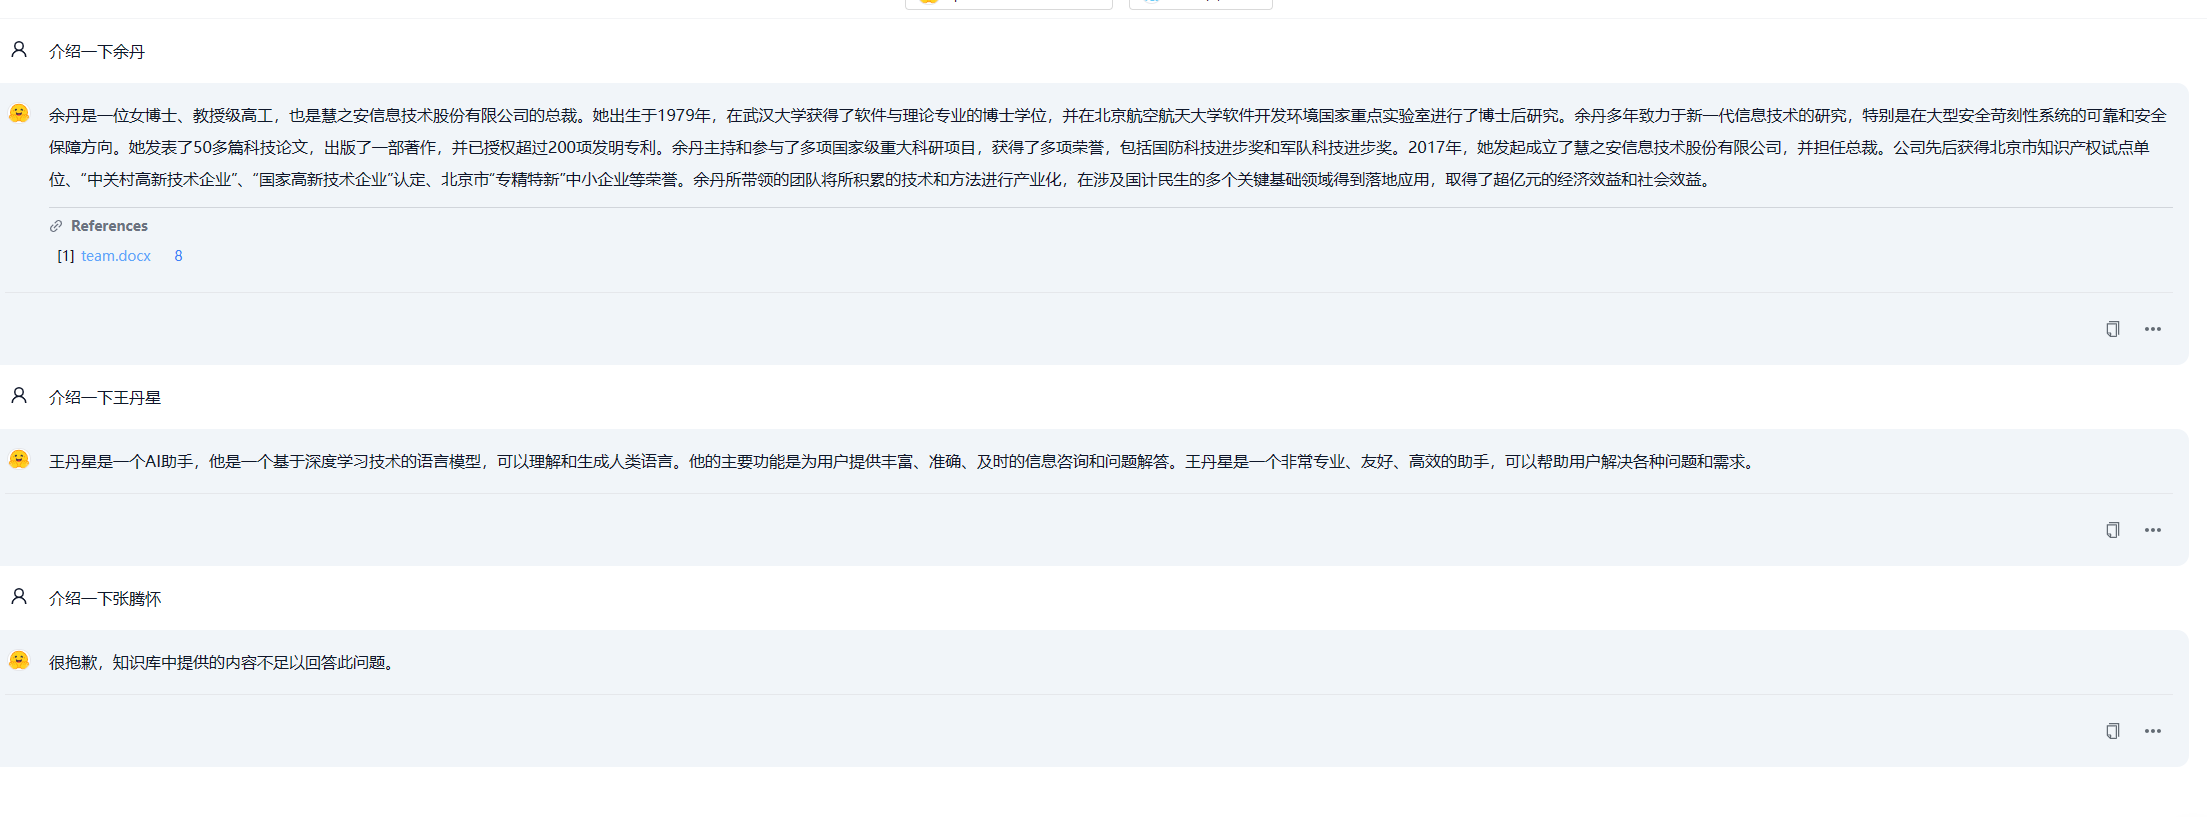 介绍一下余丹
余丹是一位女博士、教授级高工，也是慧之安信息技术股份有限公司的总裁。她出生于1979年，在武汉大学获得了软件与理论专业的博士学位，并在北京航空航天大学软件开发环境国家重点实验室进行了博士后研究。余丹多年致力于新一代信息技术的研究，特别是在大型安全苛刻性系统的可靠和安全
保障方向。她发表了50多篇科技论文，出版了一部著作，并已授权超过200项发明专利。余丹主持和参与了多项国家级重大科研项目，获得了多项荣誉，包括国防科技进步奖和军队科技进步奖。2017年，她发起成立了慧之安信息技术股份有限公司，并担任总裁。公司先后获得北京市知识产权试点单
位、“中关村高新技术企业”、“国家高新技术企业”认定、北京市“专精特新”中小企业等荣誉。余丹所带领的团队将所积累的技术和方法进行产业化，在涉及国计民生的多个关键基础领域得到落地应用，取得了超亿元的经济效益和社会效益。
References
[1] team.docx 8
介绍一下王丹星
王丹星是一个AI助手，他是一个基于深度学习技术的语言模型，可以理解和生成人类语言。他的主要功能是为用户提供丰富、准确、及时的信息咨询和问题解答。王丹星是一个非常专业、友好、高效的助手，可以帮助用户解决各种问题和需求。
介绍一下张腾怀
很抱歉，知识库中提供的内容不足以回答此问题。